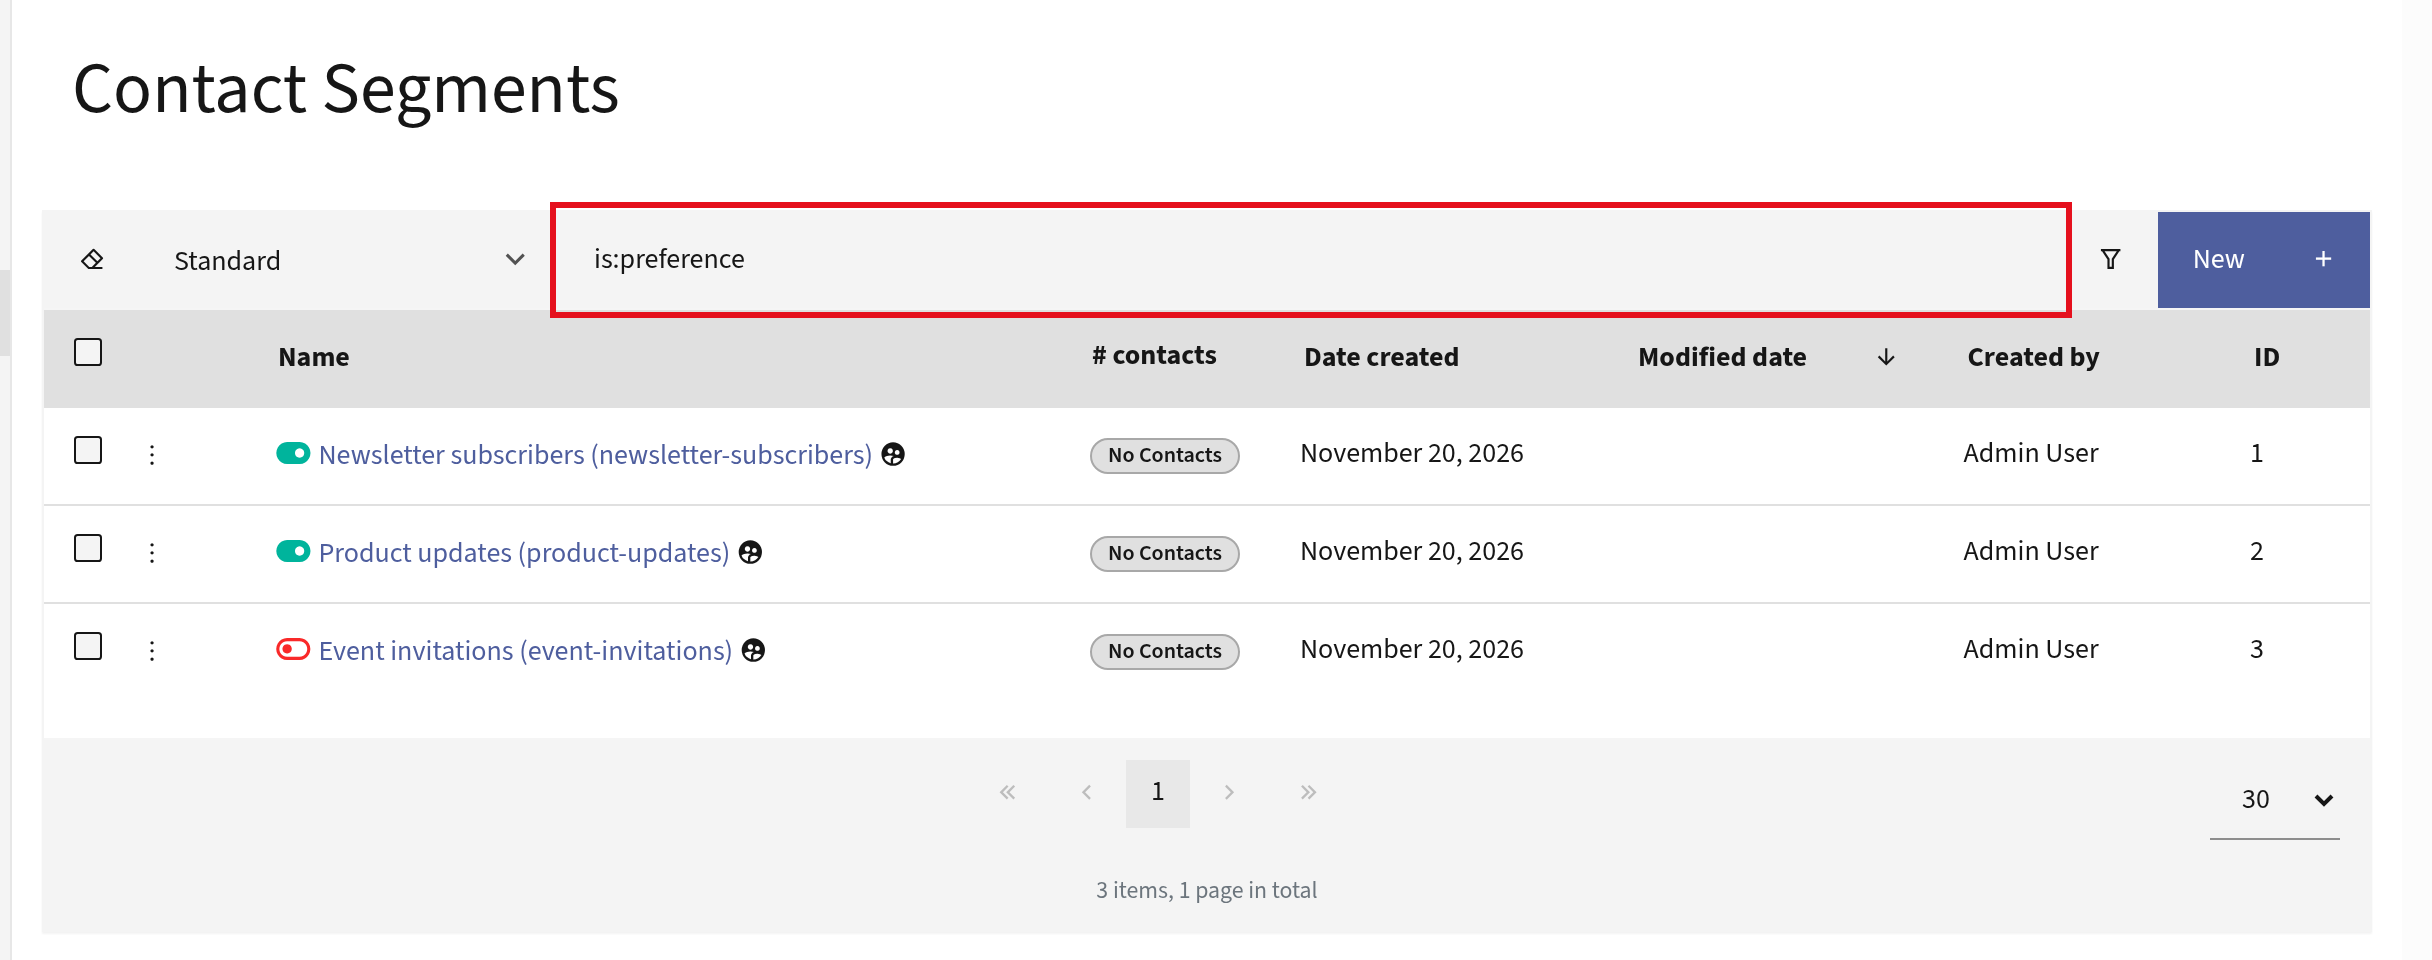 Contact Segments
Standard is:preference New +
Name # contacts Date created Modified date Created by ID
Newsletter subscribers (newsletter-subscribers) No Contacts November 20, 2026 Admin User 1
Product updates (product-updates) No Contacts November 20, 2026 Admin User 2
Event invitations (event-invitations) No Contacts November 20, 2026 Admin User 3
« ‹ 1 › »
30
3 items, 1 page in total